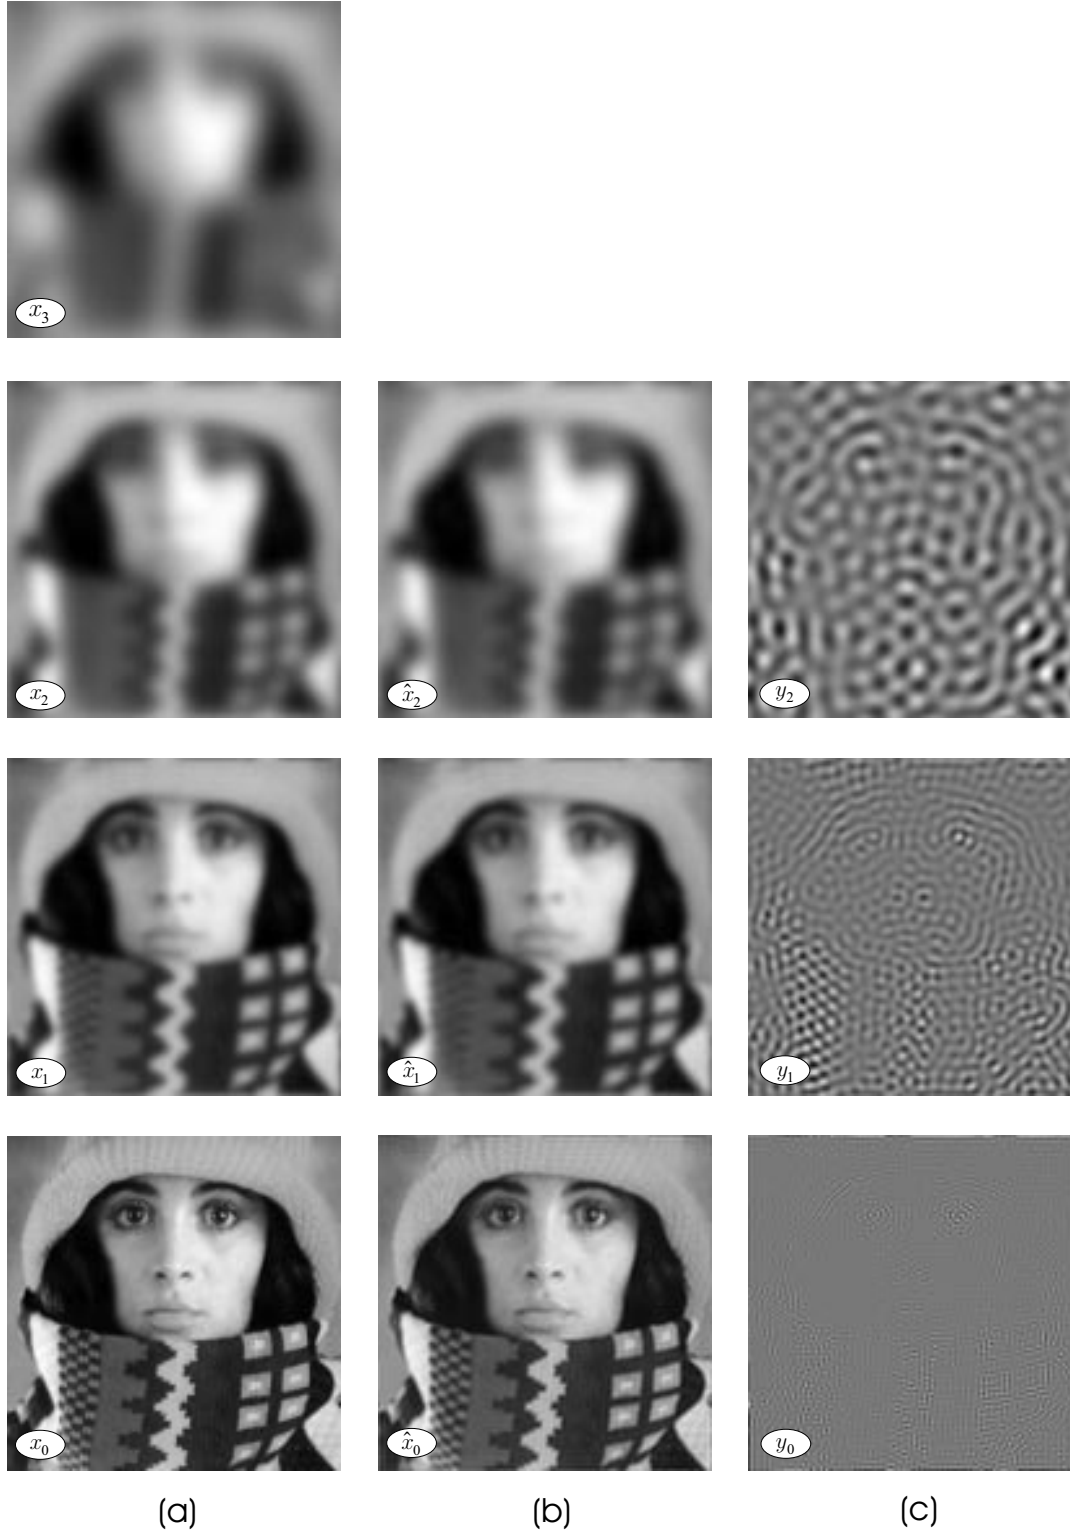 x₃
x₂ x̂₂ y₂
x₁ x̂₁ y₁
x₀ x̂₀ y₀
(a) (b) (c)